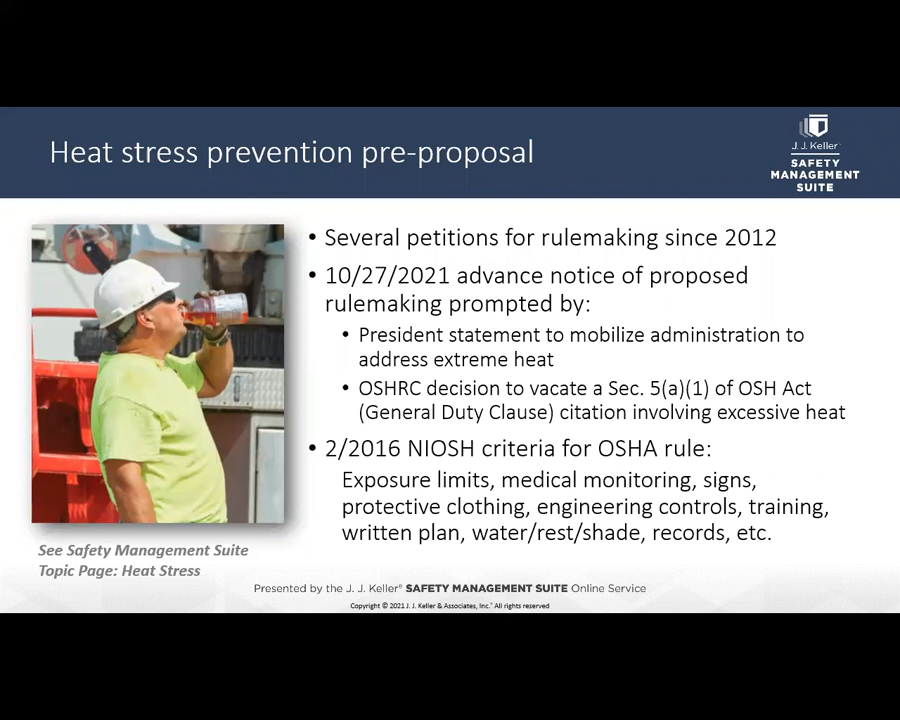 Heat stress prevention pre-proposal
J. J. Keller
SAFETY
MANAGEMENT
SUITE
• Several petitions for rulemaking since 2012
• 10/27/2021 advance notice of proposed
rulemaking prompted by:
• President statement to mobilize administration to
address extreme heat
• OSHRC decision to vacate a Sec. 5(a)(1) of OSH Act
(General Duty Clause) citation involving excessive heat
• 2/2016 NIOSH criteria for OSHA rule:
Exposure limits, medical monitoring, signs,
protective clothing, engineering controls, training,
written plan, water/rest/shade, records, etc.
See Safety Management Suite
Topic Page: Heat Stress
Presented by the J. J. Keller® SAFETY MANAGEMENT SUITE Online Service
Copyright © 2021 J. J. Keller & Associates, Inc.® All rights reserved